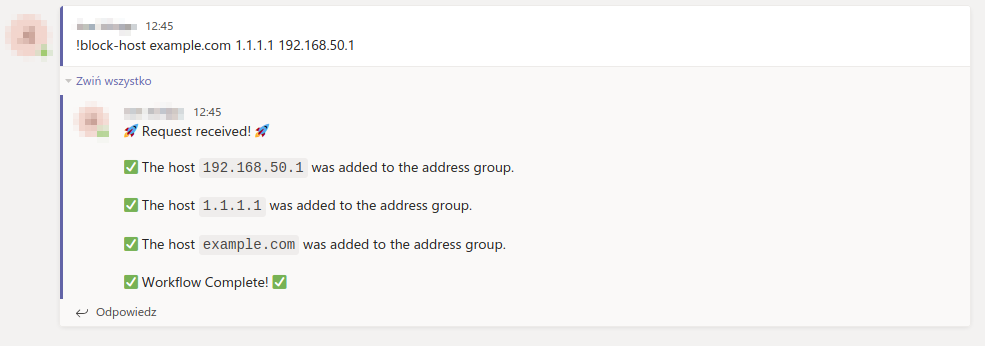 12:45
!block-host example.com 1.1.1.1 192.168.50.1
Zwiń wszystko
12:45
🚀 Request received! 🚀
✅ The host 192.168.50.1 was added to the address group.
✅ The host 1.1.1.1 was added to the address group.
✅ The host example.com was added to the address group.
✅ Workflow Complete! ✅
Odpowiedz